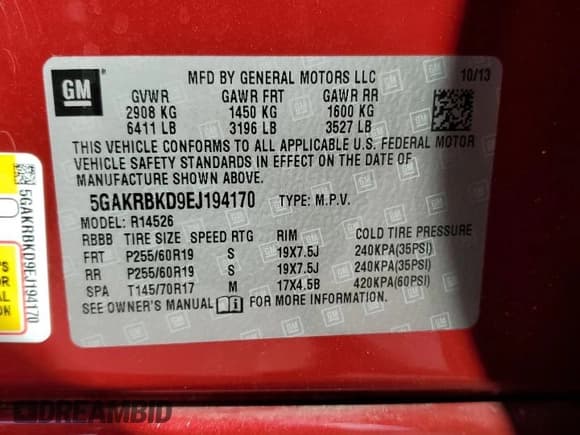 GM
MFD BY GENERAL MOTORS LLC 10/13
GVWR GAWR FRT GAWR RR
2908 KG 1450 KG 1600 KG
6411 LB 3196 LB 3527 LB
THIS VEHICLE CONFORMS TO ALL APPLICABLE U.S. FEDERAL MOTOR
VEHICLE SAFETY STANDARDS IN EFFECT ON THE DATE OF
MANUFACTURE SHOWN ABOVE.
5GAKRBKD9EJ194170 TYPE: M.P.V.
MODEL: R14526
RBBB TIRE SIZE SPEED RTG RIM COLD TIRE PRESSURE
FRT P255/60R19 S 19X7.5J 240KPA(35PSI)
RR P255/60R19 S 19X7.5J 240KPA(35PSI)
SPA T145/70R17 M 17X4.5B 420KPA(60PSI)
SEE OWNER'S MANUAL FOR MORE INFORMATION
5GAKRBKD9EJ194170
DREAMBID